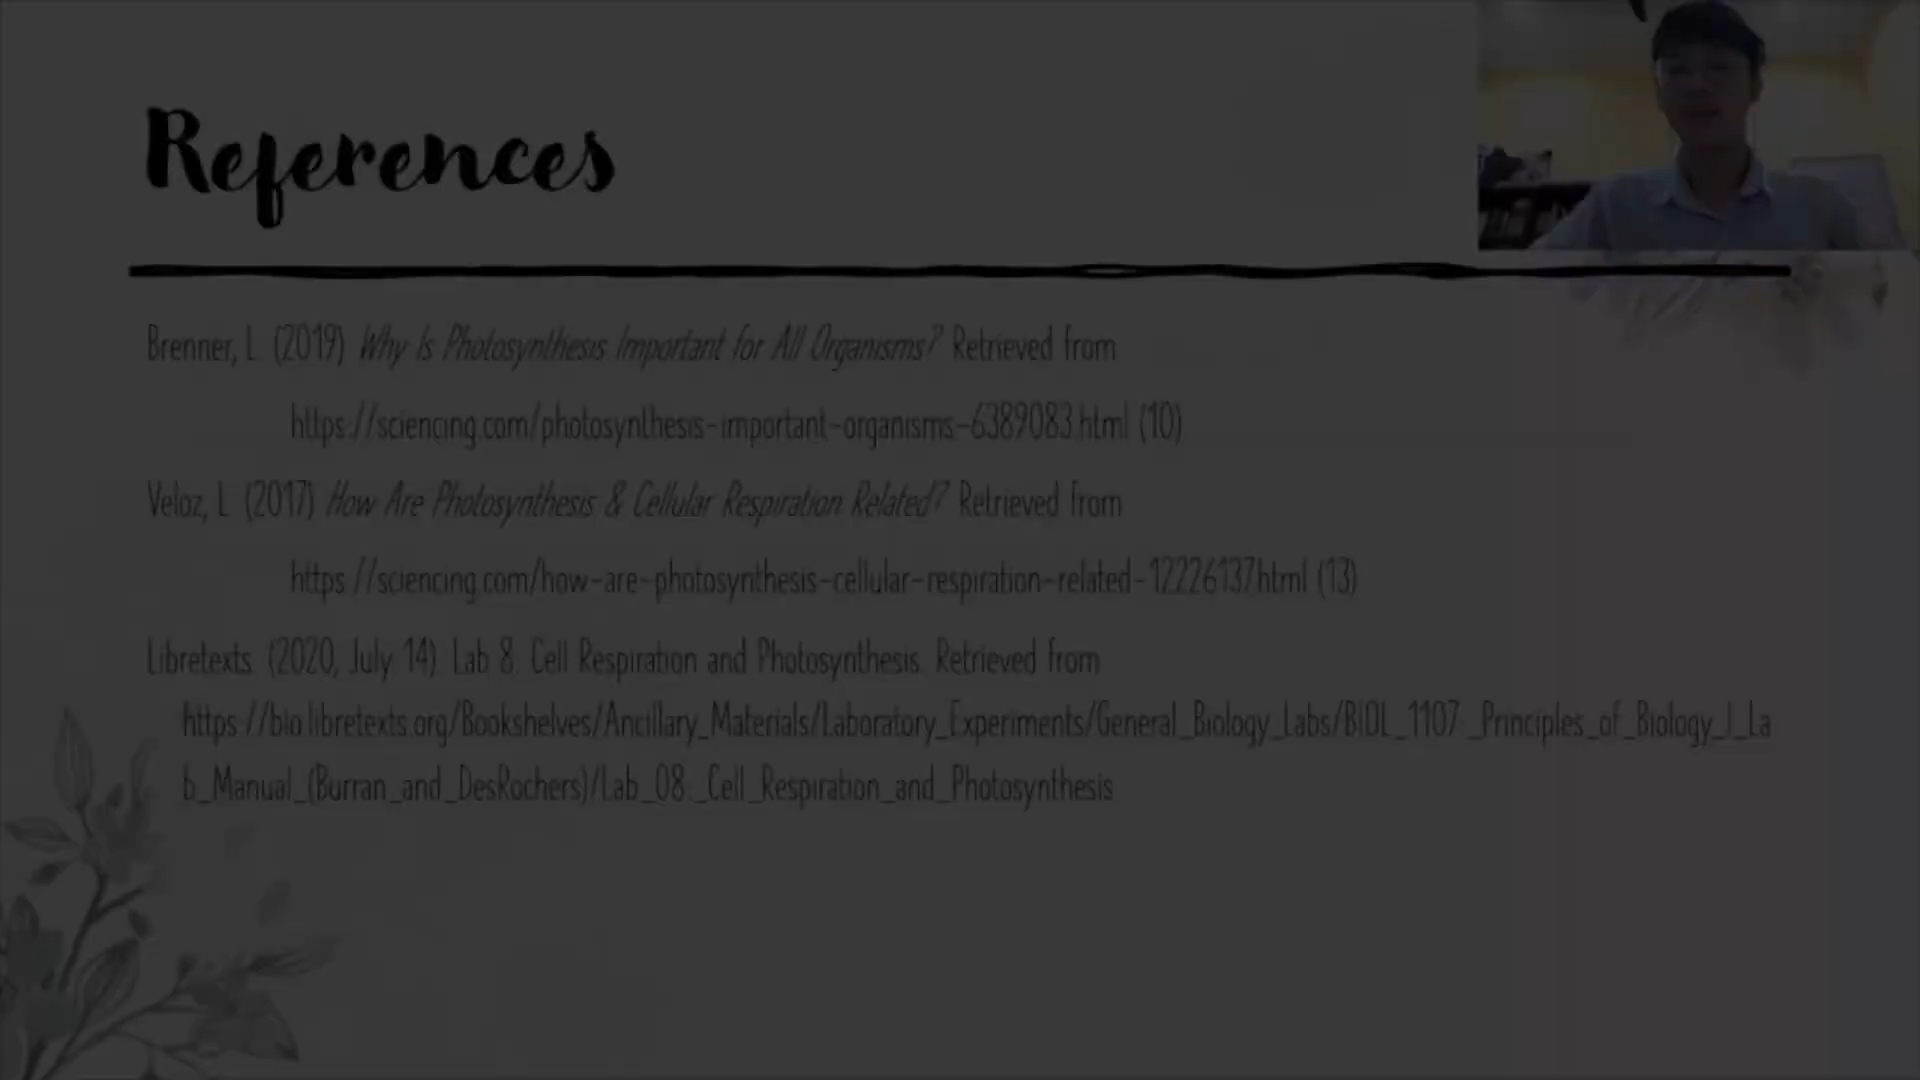 References
Brenner, L. (2019) Why Is Photosynthesis Important for All Organisms? Retrieved from
https://sciencing.com/photosynthesis-important-organisms-6389083.html (10)
Veloz, L. (2017) How Are Photosynthesis & Cellular Respiration Related? Retrieved from
https://sciencing.com/how-are-photosynthesis-cellular-respiration-related-12226137.html (13)
Libretexts. (2020, July 14). Lab 8: Cell Respiration and Photosynthesis. Retrieved from
https://bio.libretexts.org/Bookshelves/Ancillary_Materials/Laboratory_Experiments/General_Biology_Labs/BIOL_1107:_Principles_of_Biology_I_La
b_Manual_(Burran_and_DesRochers)/Lab_08:_Cell_Respiration_and_Photosynthesis